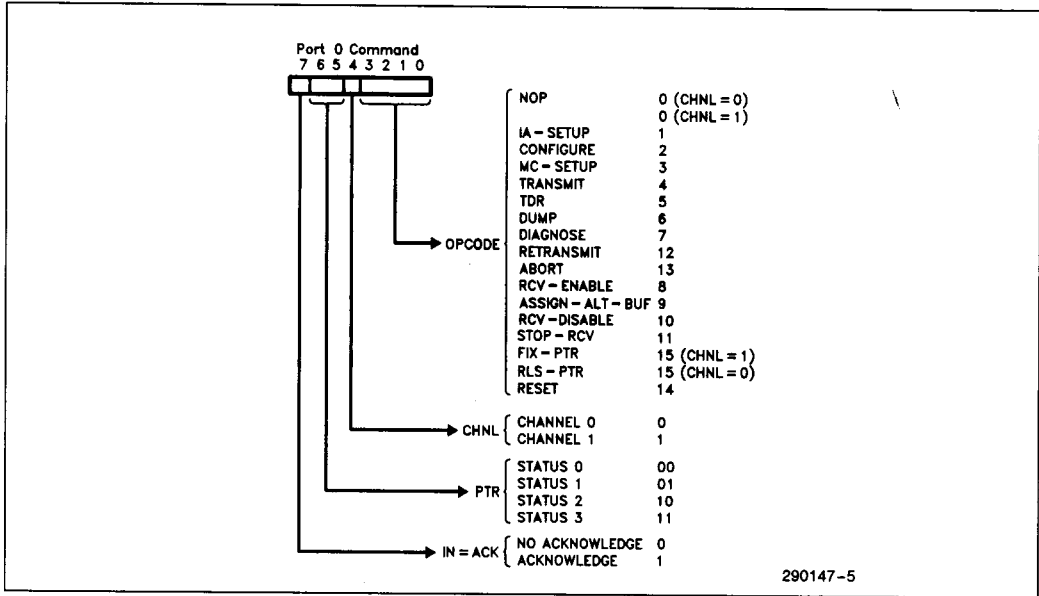 Port 0 Command
7 6 5 4 3 2 1 0
OPCODE
NOP 0 (CHNL = 0)
0 (CHNL = 1)
IA - SETUP 1
CONFIGURE 2
MC - SETUP 3
TRANSMIT 4
TDR 5
DUMP 6
DIAGNOSE 7
RETRANSMIT 12
ABORT 13
RCV - ENABLE 8
ASSIGN - ALT - BUF 9
RCV - DISABLE 10
STOP - RCV 11
FIX - PTR 15 (CHNL = 1)
RLS - PTR 15 (CHNL = 0)
RESET 14
CHNL
CHANNEL 0 0
CHANNEL 1 1
PTR
STATUS 0 00
STATUS 1 01
STATUS 2 10
STATUS 3 11
IN = ACK
NO ACKNOWLEDGE 0
ACKNOWLEDGE 1
290147-5